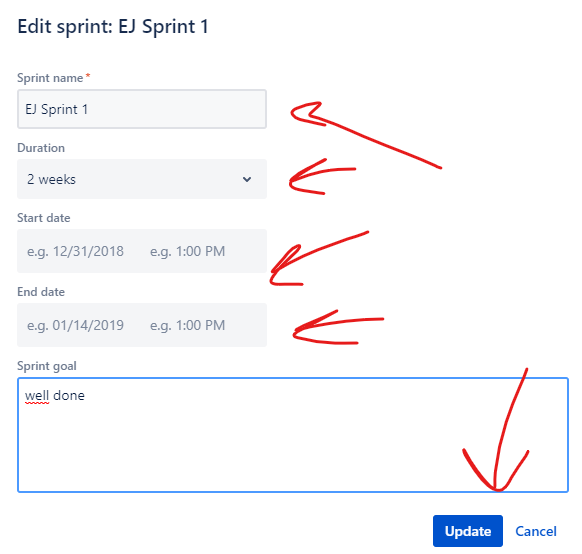 Edit sprint: EJ Sprint 1
Sprint name*
EJ Sprint 1
Duration
2 weeks
Start date
e.g. 12/31/2018 e.g. 1:00 PM
End date
e.g. 01/14/2019 e.g. 1:00 PM
Sprint goal
well done
Update Cancel